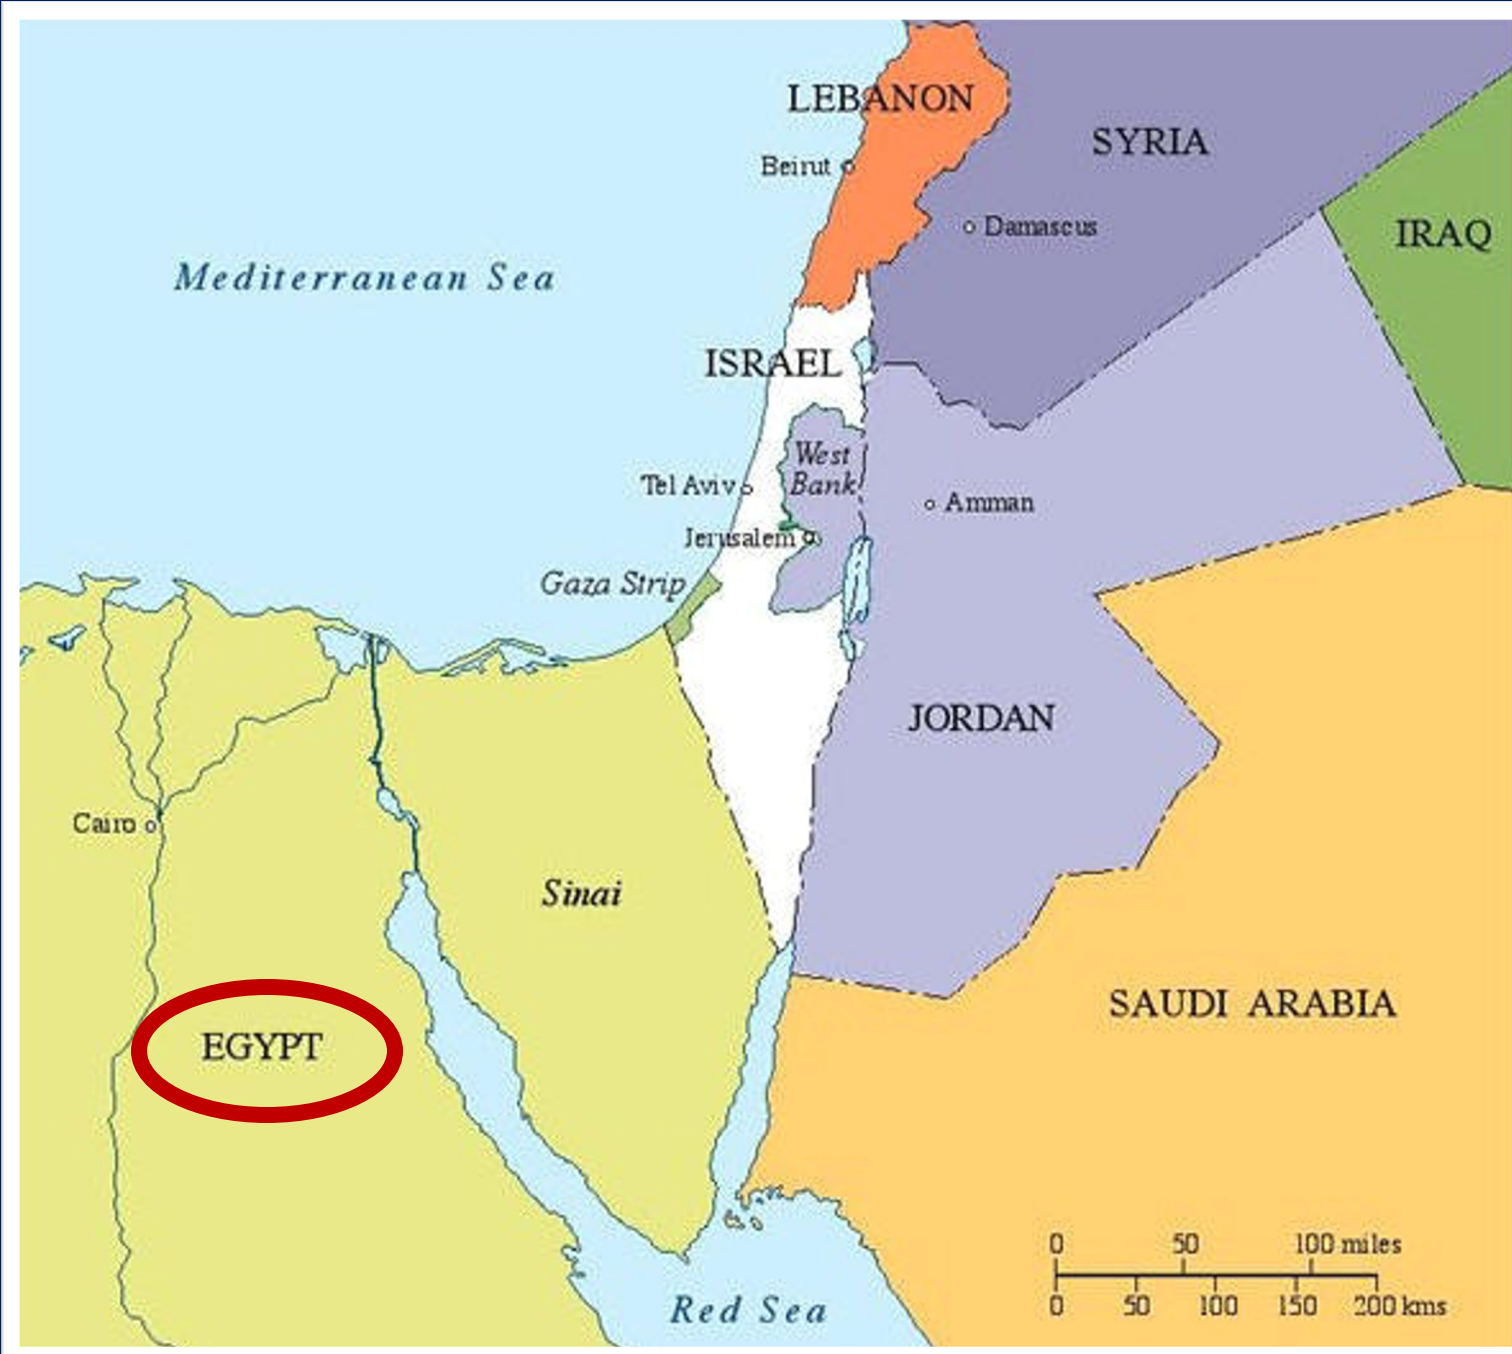 LEBANON
SYRIA
Beirut
Damascus
IRAQ
Mediterranean Sea
ISRAEL
West
Bank
Tel Aviv
Amman
Jerusalem
Gaza Strip
JORDAN
Cairo
Sinai
EGYPT
SAUDI ARABIA
0 50 100 miles
0 50 100 150 200 kms
Red Sea